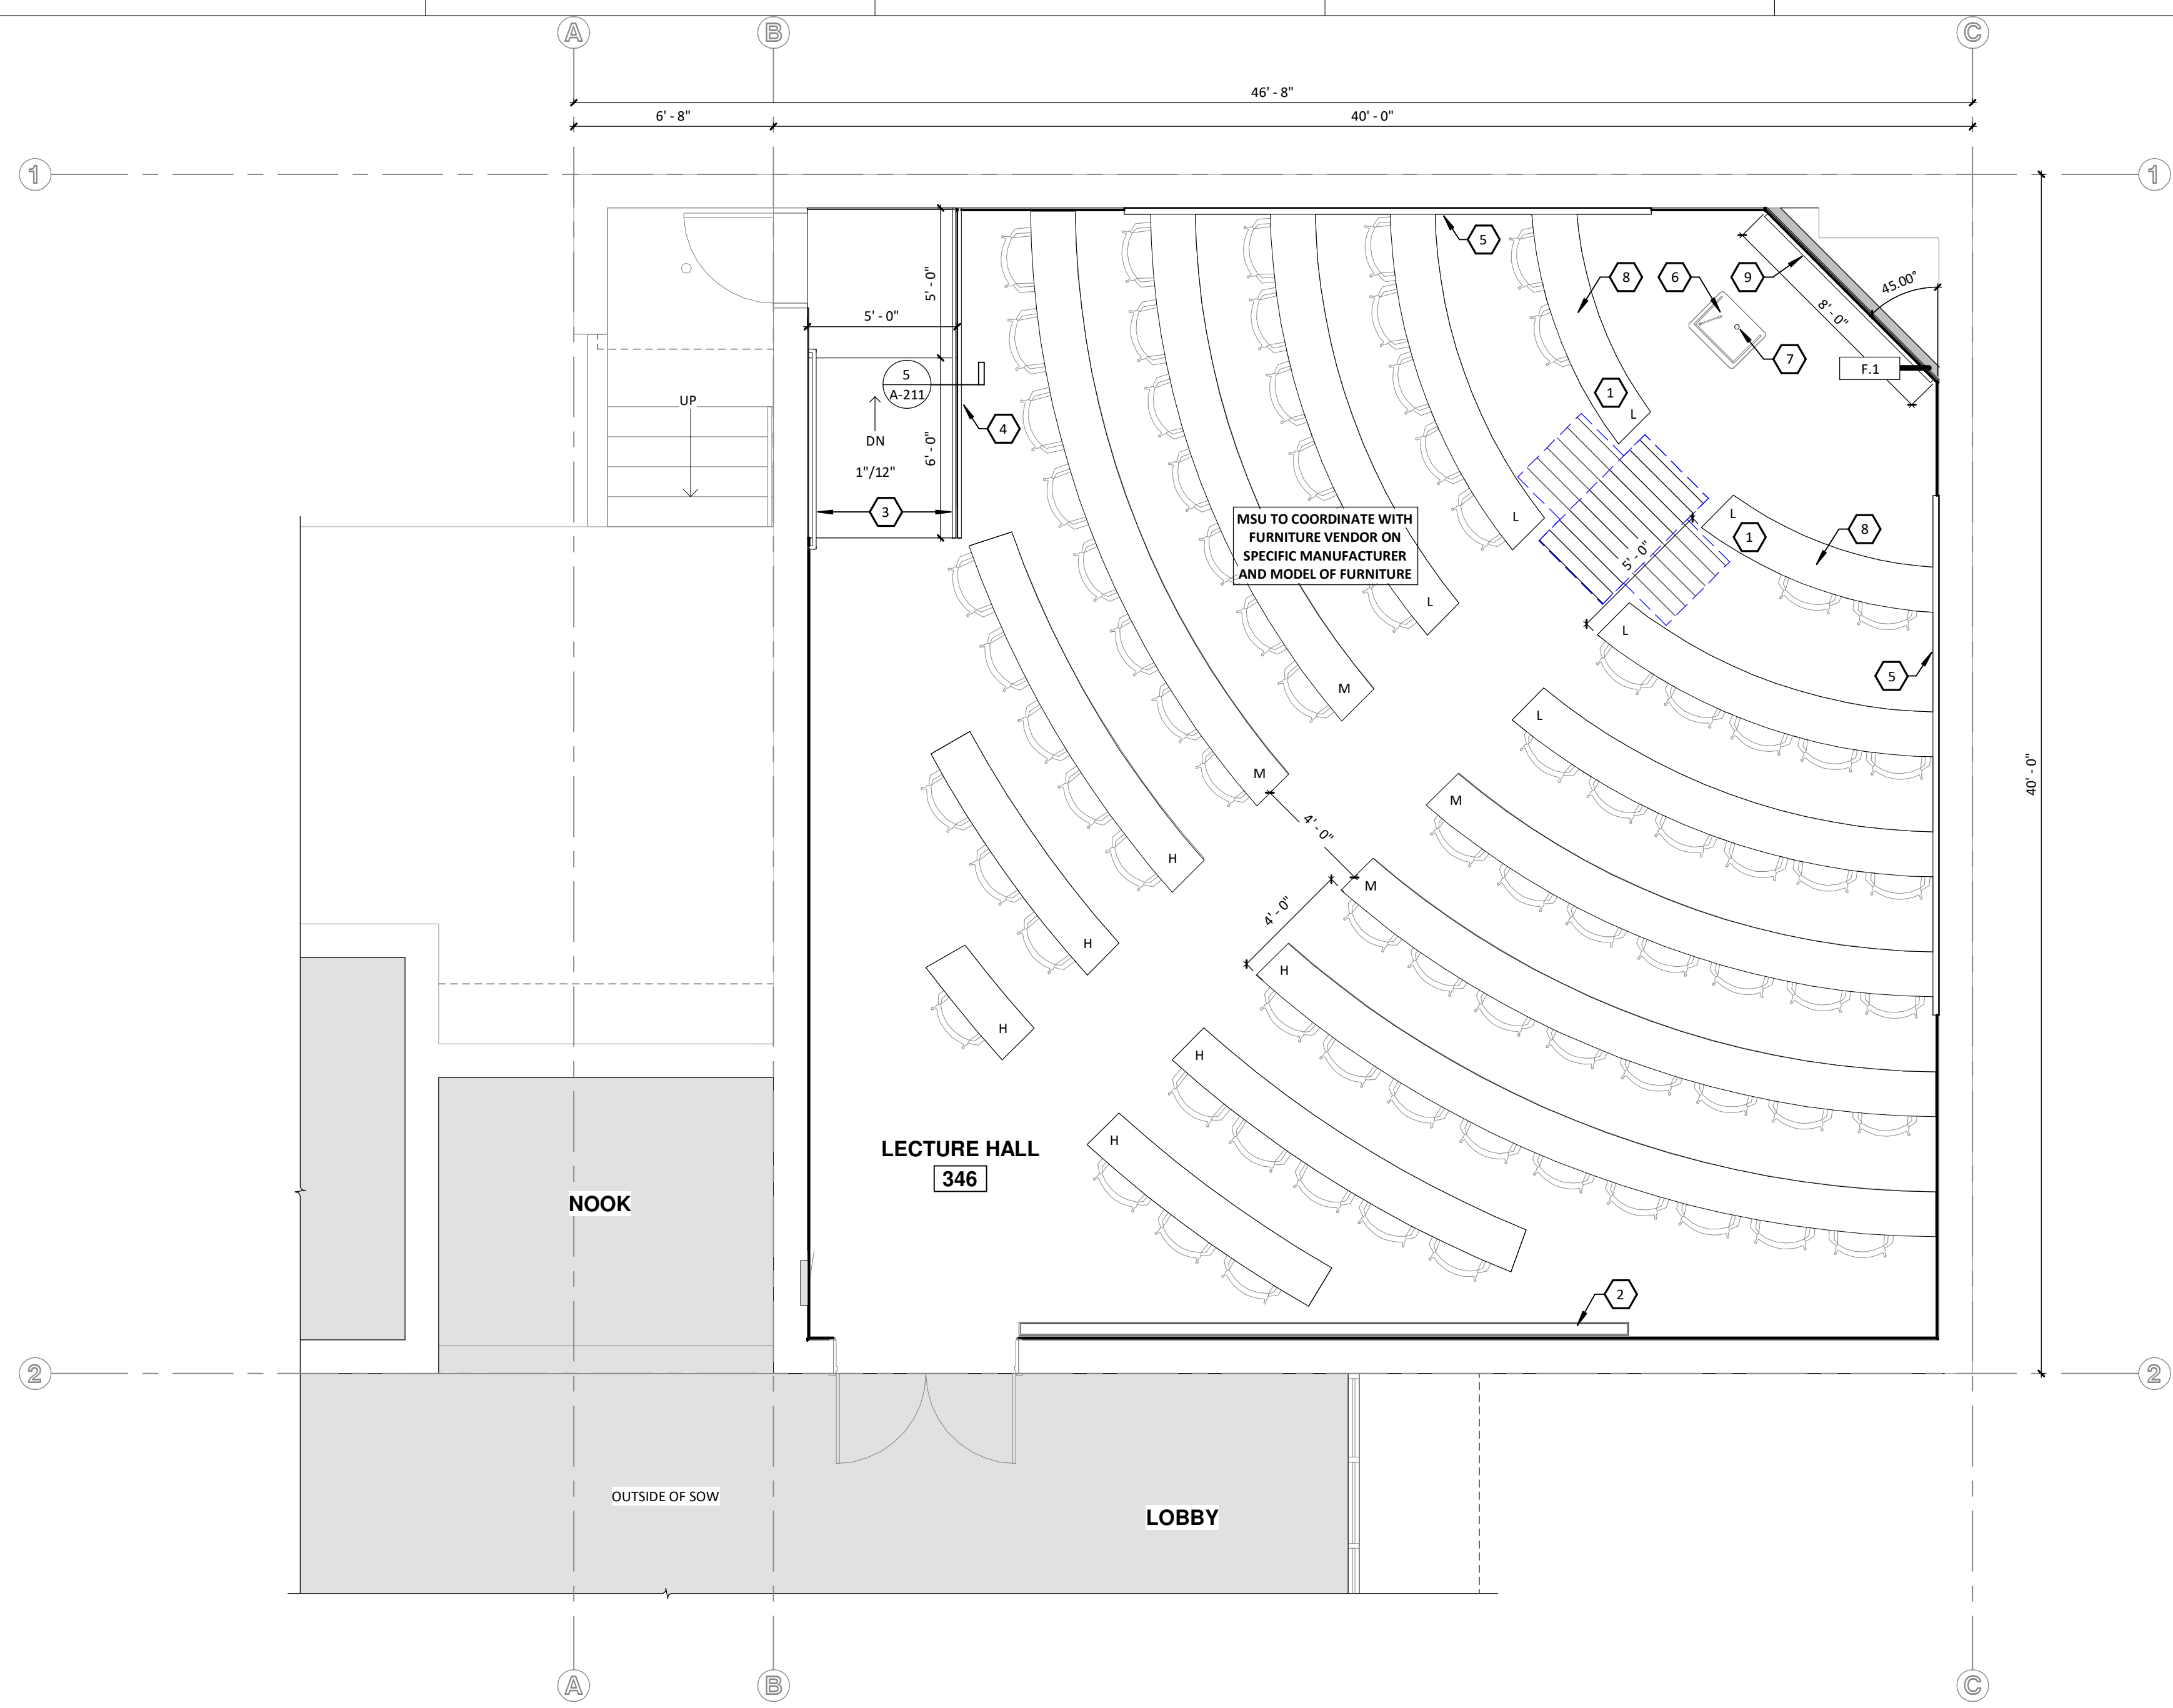 A
B
C
46' - 8"
6' - 8"
40' - 0"
1
1
5
5' - 0"
8
6
9
45.00°
5' - 0"
8' - 0"
7
5
A-211
F.1
UP
1
L
4
DN
6' - 0"
1"/12"
3
MSU TO COORDINATE WITH
FURNITURE VENDOR ON
SPECIFIC MANUFACTURER
AND MODEL OF FURNITURE
L
L
8
1
5' - 0"
L
L
5
M
L
M
40' - 0"
M
4' - 0"
H
M
4' - 0"
H
H
H
H
H
LECTURE HALL
346
NOOK
H
2
2
2
OUTSIDE OF SOW
LOBBY
A
B
C